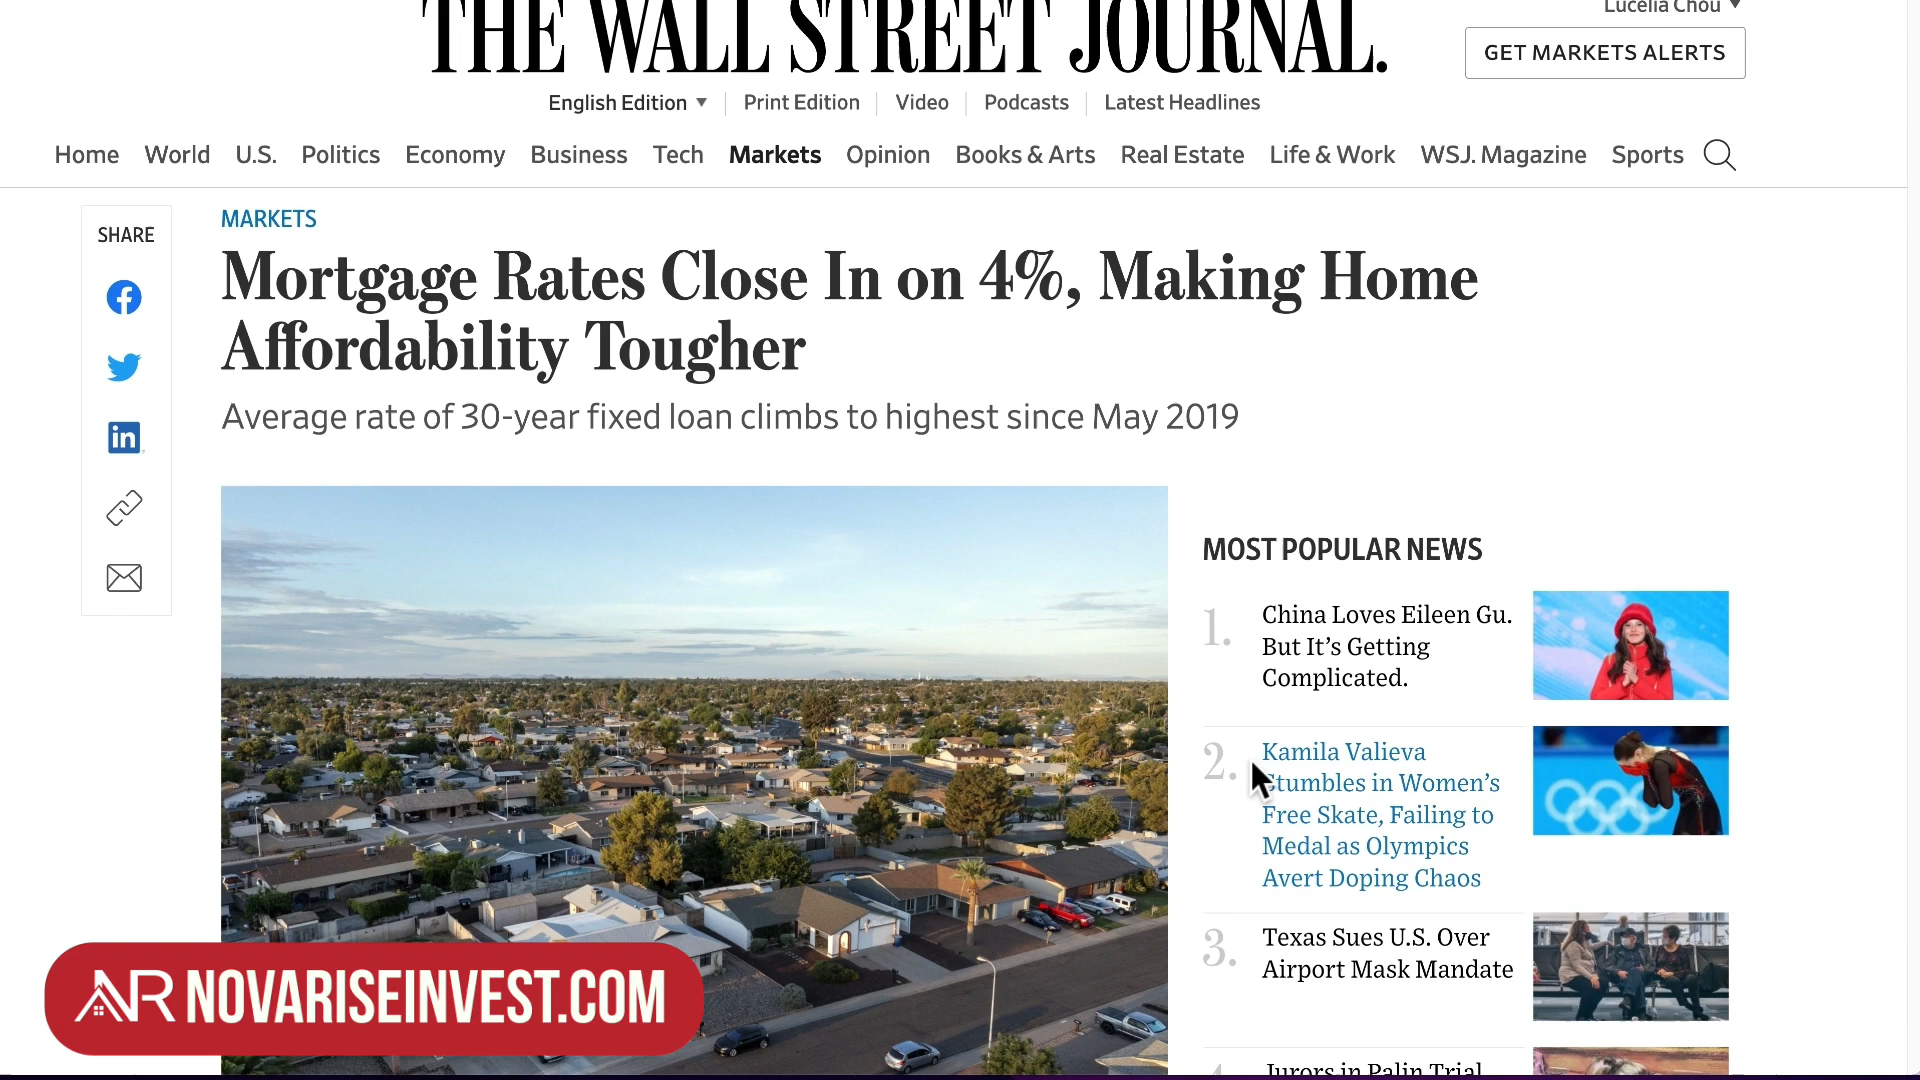 Lucelia Chou
THE WALL STREET JOURNAL.
GET MARKETS ALERTS
English Edition Print Edition Video Podcasts Latest Headlines
Home World U.S. Politics Economy Business Tech Markets Opinion Books & Arts Real Estate Life & Work WSJ. Magazine Sports
SHARE
MARKETS
Mortgage Rates Close In on 4%, Making Home
Affordability Tougher
Average rate of 30-year fixed loan climbs to highest since May 2019
MOST POPULAR NEWS
1. China Loves Eileen Gu.
But It’s Getting
Complicated.
2. Kamila Valieva
Stumbles in Women’s
Free Skate, Failing to
Medal as Olympics
Avert Doping Chaos
3. Texas Sues U.S. Over
Airport Mask Mandate
4. Jurors in Palin Trial
NR NOVARISEINVEST.COM